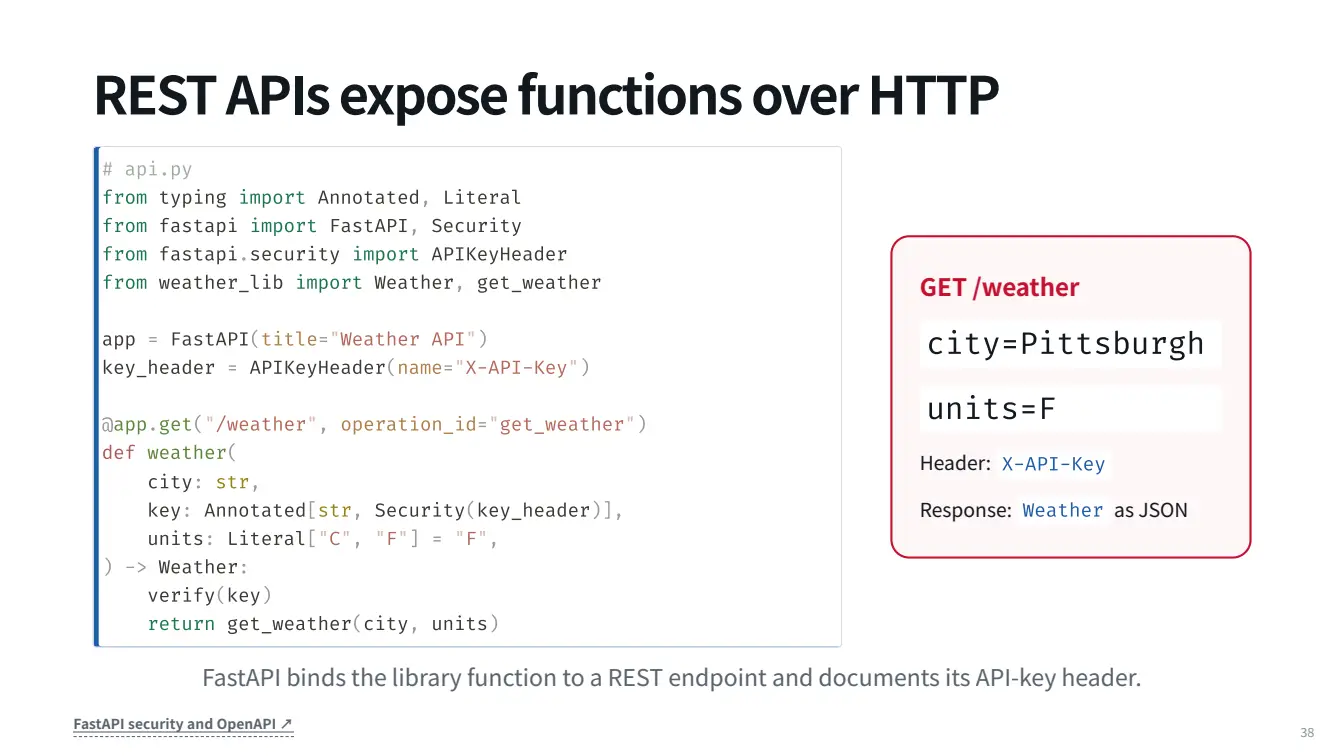 REST APIs expose functions over HTTP
# api.py
from typing import Annotated, Literal
from fastapi import FastAPI, Security
from fastapi.security import APIKeyHeader
from weather_lib import Weather, get_weather

app = FastAPI(title="Weather API")
key_header = APIKeyHeader(name="X-API-Key")

@app.get("/weather", operation_id="get_weather")
def weather(
    city: str,
    key: Annotated[str, Security(key_header)],
    units: Literal["C", "F"] = "F",
) -> Weather:
    verify(key)
    return get_weather(city, units)
GET /weather
city=Pittsburgh
units=F
Header: X-API-Key
Response: Weather as JSON
FastAPI binds the library function to a REST endpoint and documents its API-key header.
FastAPI security and OpenAPI ↗
38